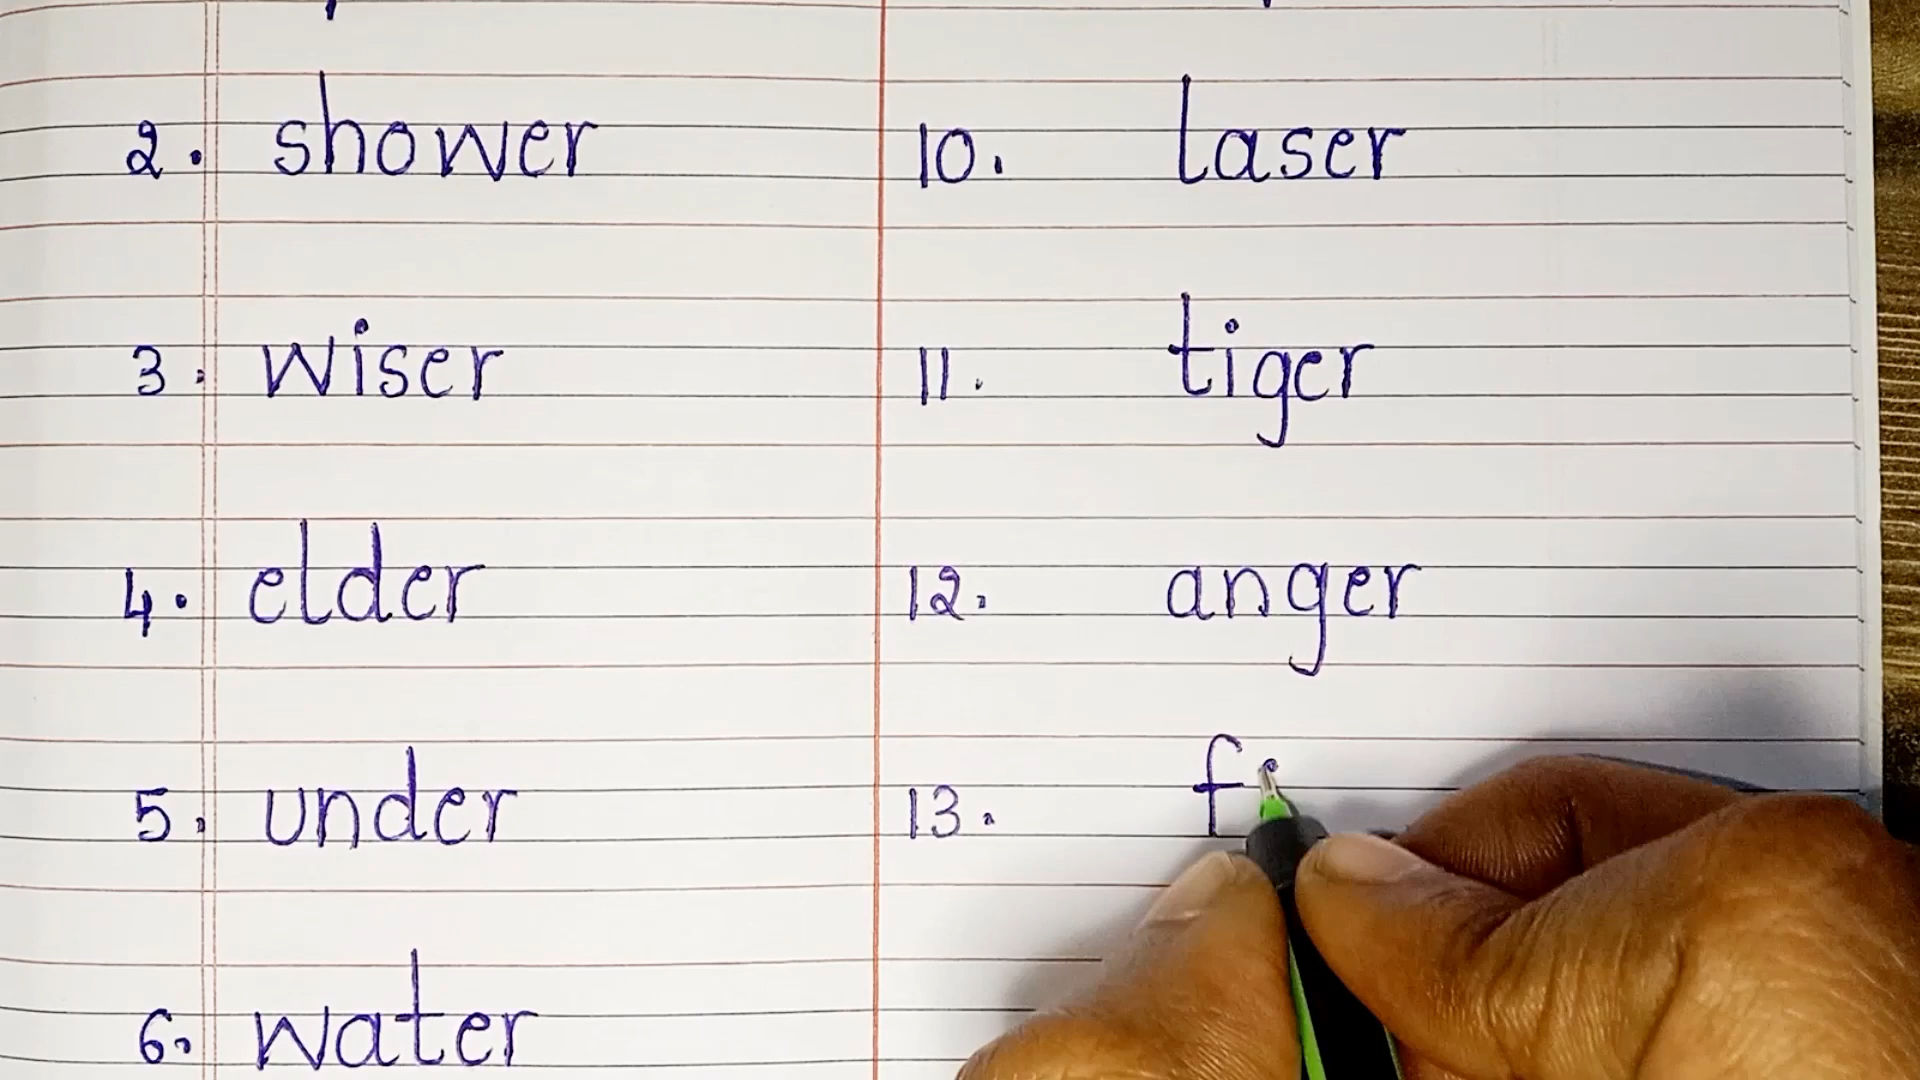 2. shower
3. wiser
4. elder
5. under
6. water
10. laser
11. tiger
12. anger
13. f